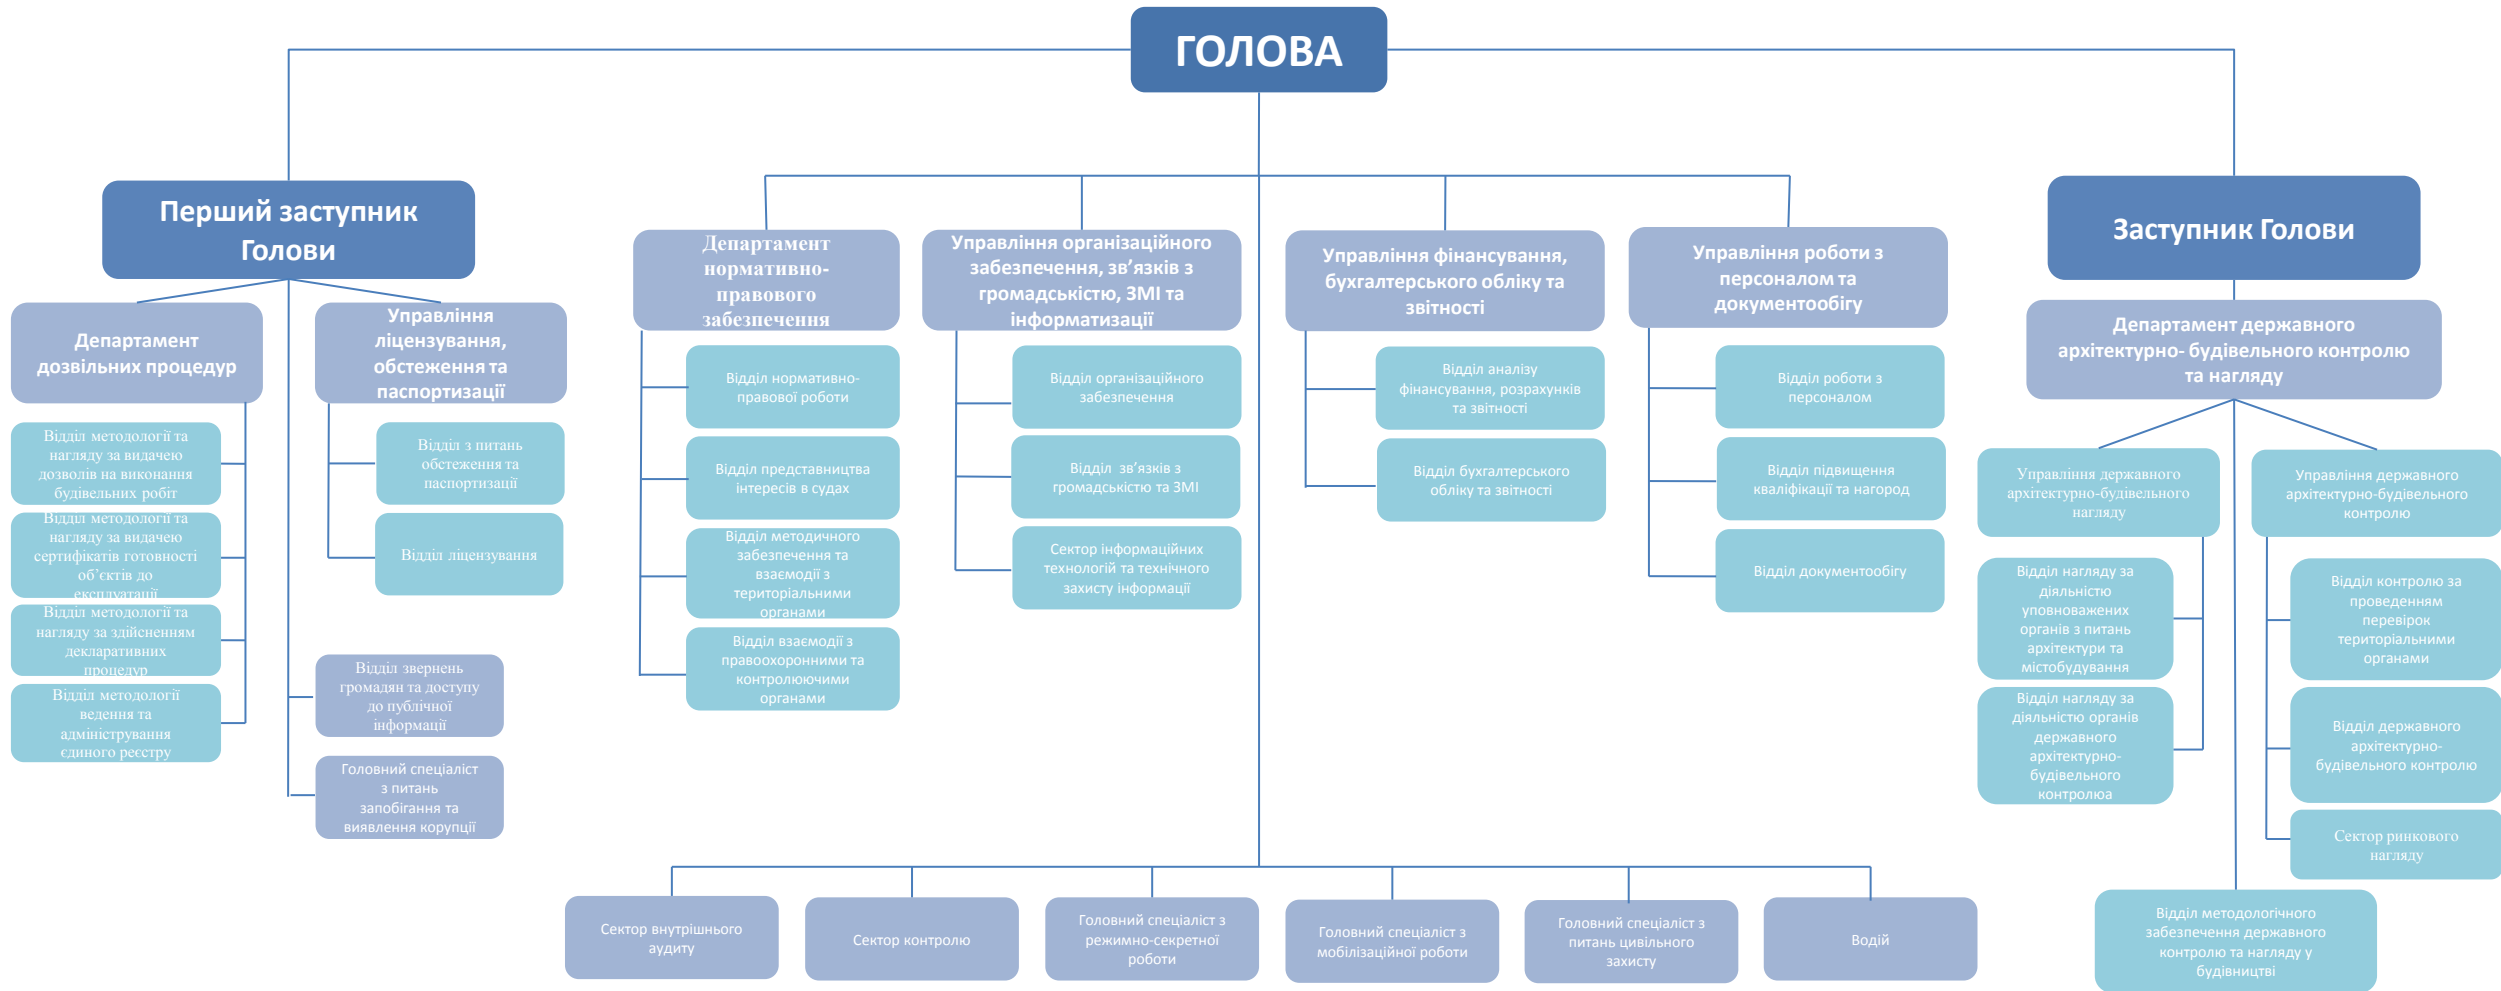 ГОЛОВА
Перший заступник
Голови
Заступник Голови
Департамент
дозвільних процедур
Управління
ліцензування,
обстеження та
паспортизації
Департамент
нормативно-
правового
забезпечення
Управління організаційного
забезпечення, зв’язків з
громадськістю, ЗМІ та
інформатизації
Управління фінансування,
бухгалтерського обліку та
звітності
Управління роботи з
персоналом та
документообігу
Департамент державного
архітектурно- будівельного контролю
та нагляду
Відділ методології та
нагляду за видачею
дозволів на виконання
будівельних робіт
Відділ методології та
нагляду за видачею
сертифікатів готовності
об’єктів до
експлуатації
Відділ методології та
нагляду за здійсненням
декларативних
процедур
Відділ методології
ведення та
адміністрування
єдиного реєстру
Відділ з питань
обстеження та
паспортизації
Відділ ліцензування
Відділ звернень
громадян та доступу
до публічної
інформації
Головний спеціаліст
з питань
запобігання та
виявлення корупції
Відділ нормативно-
правової роботи
Відділ представництва
інтересів в судах
Відділ методичного
забезпечення та
взаємодії з
територіальними
органами
Відділ взаємодії з
правоохоронними та
контролюючими
органами
Відділ організаційного
забезпечення
Відділ  зв’язків з
громадськістю та ЗМІ
Сектор інформаційних
технологій та технічного
захисту інформації
Відділ аналізу
фінансування, розрахунків
та звітності
Відділ бухгалтерського
обліку та звітності
Відділ роботи з
персоналом
Відділ підвищення
кваліфікації та нагород
Відділ документообігу
Управління державного
архітектурно-будівельного
нагляду
Відділ нагляду за
діяльністю
уповноважених
органів з питань
архітектури та
містобудування
Відділ нагляду за
діяльністю органів
державного
архітектурно-
будівельного
контролюа
Управління державного
архітектурно-будівельного
контролю
Відділ контролю за
проведенням
перевірок
територіальними
органами
Відділ державного
архітектурно-
будівельного контролю
Сектор ринкового
нагляду
Відділ методологічного
забезпечення державного
контролю та нагляду у
будівництві
Сектор внутрішнього
аудиту
Сектор контролю
Головний спеціаліст з
режимно-секретної
роботи
Головний спеціаліст з
мобілізаційної роботи
Головний спеціаліст з
питань цивільного
захисту
Водій